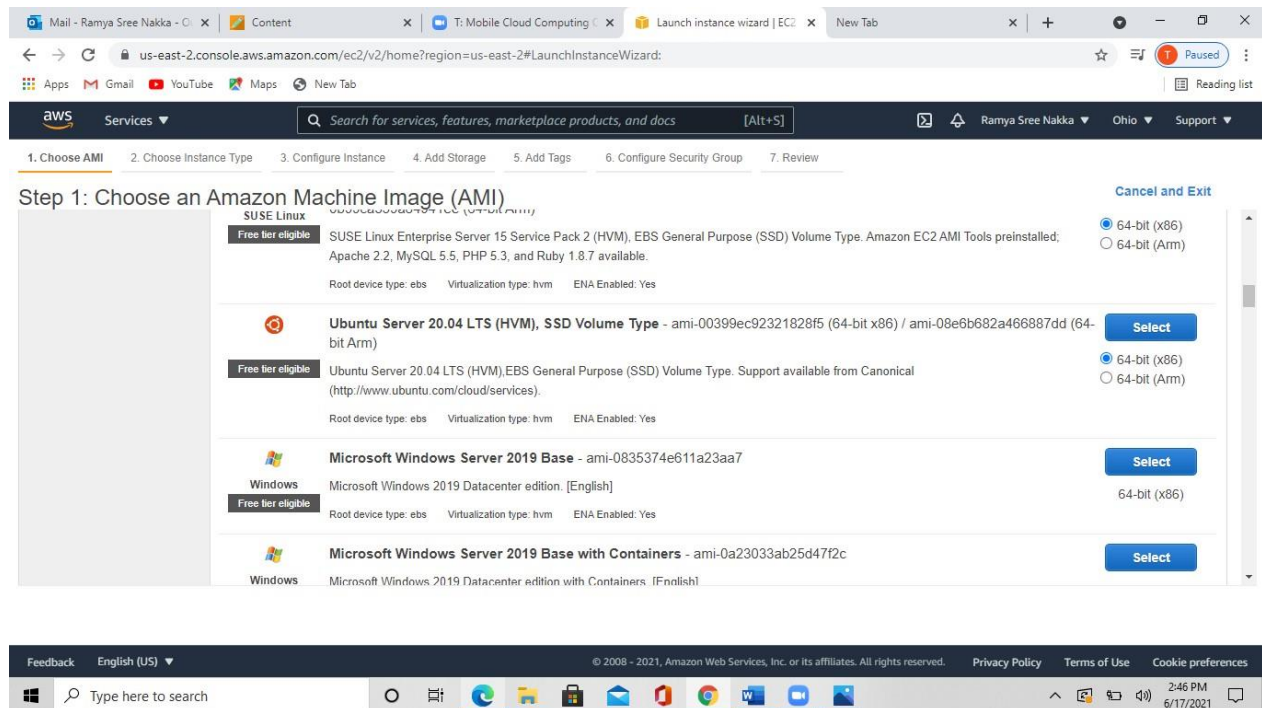 Mail - Ramya Sree Nakka - O
Content
T: Mobile Cloud Computing
Launch instance wizard | EC2
New Tab
us-east-2.console.aws.amazon.com/ec2/v2/home?region=us-east-2#LaunchInstanceWizard:
Paused
Apps
Gmail
YouTube
Maps
New Tab
Reading list
aws
Services ▼
Search for services, features, marketplace products, and docs [Alt+S]
Ramya Sree Nakka ▼
Ohio ▼
Support ▼
1. Choose AMI
2. Choose Instance Type
3. Configure Instance
4. Add Storage
5. Add Tags
6. Configure Security Group
7. Review
Step 1: Choose an Amazon Machine Image (AMI)
Cancel and Exit
SUSE Linux
Free tier eligible
SUSE Linux Enterprise Server 15 Service Pack 2 (HVM), EBS General Purpose (SSD) Volume Type. Amazon EC2 AMI Tools preinstalled;
Apache 2.2, MySQL 5.5, PHP 5.3, and Ruby 1.8.7 available.
Root device type: ebs Virtualization type: hvm ENA Enabled: Yes
64-bit (x86)
64-bit (Arm)
Ubuntu Server 20.04 LTS (HVM), SSD Volume Type - ami-00399ec92321828f5 (64-bit x86) / ami-08e6b682a466887dd (64-
bit Arm)
Free tier eligible
Ubuntu Server 20.04 LTS (HVM),EBS General Purpose (SSD) Volume Type. Support available from Canonical
(http://www.ubuntu.com/cloud/services).
Root device type: ebs Virtualization type: hvm ENA Enabled: Yes
Select
64-bit (x86)
64-bit (Arm)
Microsoft Windows Server 2019 Base - ami-0835374e611a23aa7
Windows
Free tier eligible
Microsoft Windows 2019 Datacenter edition. [English]
Root device type: ebs Virtualization type: hvm ENA Enabled: Yes
Select
64-bit (x86)
Microsoft Windows Server 2019 Base with Containers - ami-0a23033ab25d47f2c
Windows
Microsoft Windows 2019 Datacenter edition with Containers. [English]
Select
Feedback
English (US) ▼
© 2008 - 2021, Amazon Web Services, Inc. or its affiliates. All rights reserved.
Privacy Policy
Terms of Use
Cookie preferences
Type here to search
2:46 PM
6/17/2021